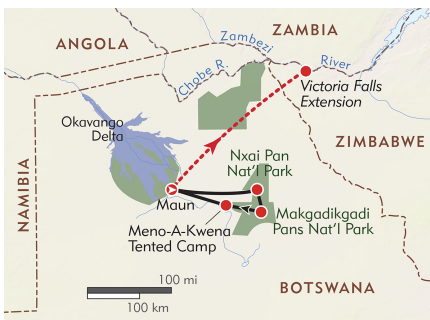 ANGOLA
ZAMBIA
Zambezi
River
Chobe R.
Victoria Falls
Extension
Okavango
Delta
ZIMBABWE
NAMIBIA
Nxai Pan
Nat'l Park
Maun
Makgadikgadi
Pans Nat'l Park
Meno-A-Kwena
Tented Camp
BOTSWANA
100 mi
100 km